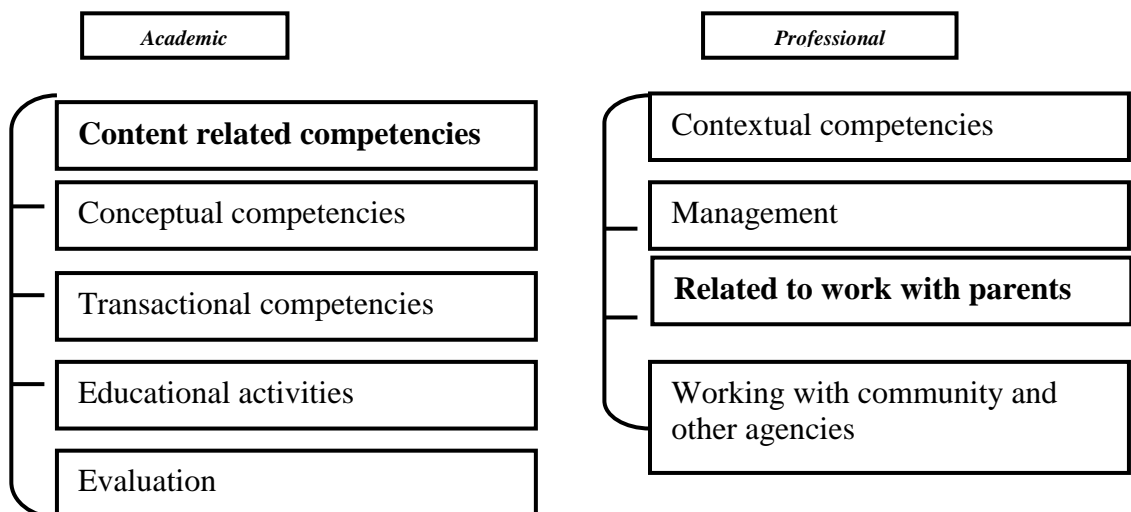 Academic
Content related competencies
Conceptual competencies
Transactional competencies
Educational activities
Evaluation
Professional
Contextual competencies
Management
Related to work with parents
Working with community and
other agencies